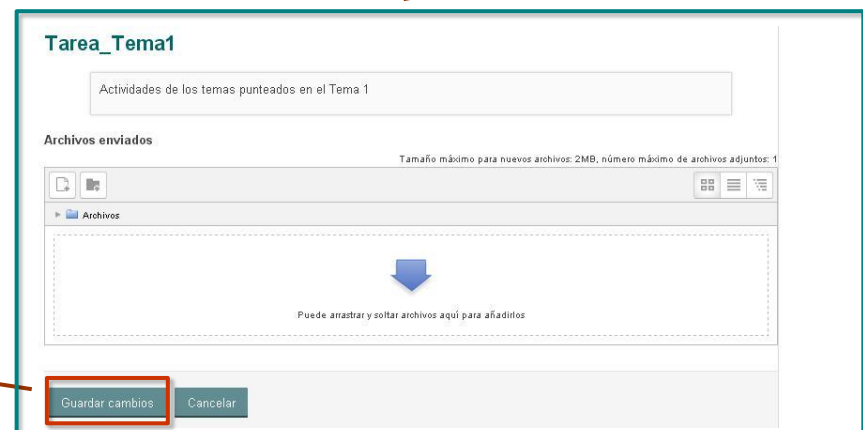 Tarea_Tema1
Actividades de los temas punteados en el Tema 1
Archivos enviados
Tamaño máximo para nuevos archivos: 2MB, número máximo de archivos adjuntos: 1
Archivos
Puede arrastrar y soltar archivos aquí para añadirlos
Guardar cambios Cancelar